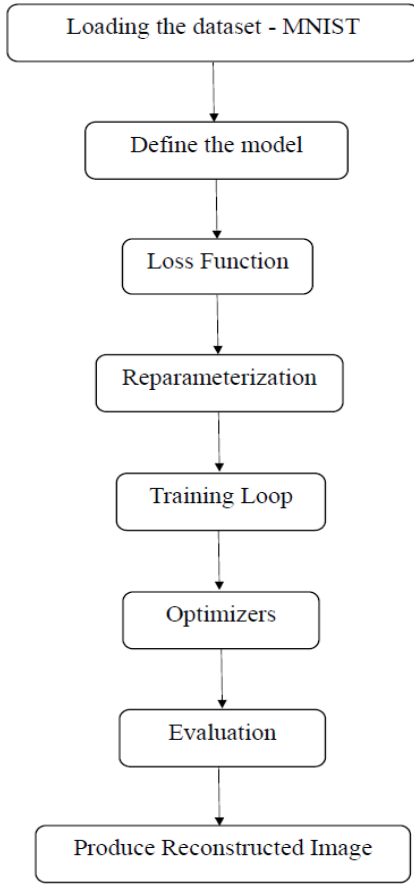 Loading the dataset - MNIST
Define the model
Loss Function
Reparameterization
Training Loop
Optimizers
Evaluation
Produce Reconstructed Image